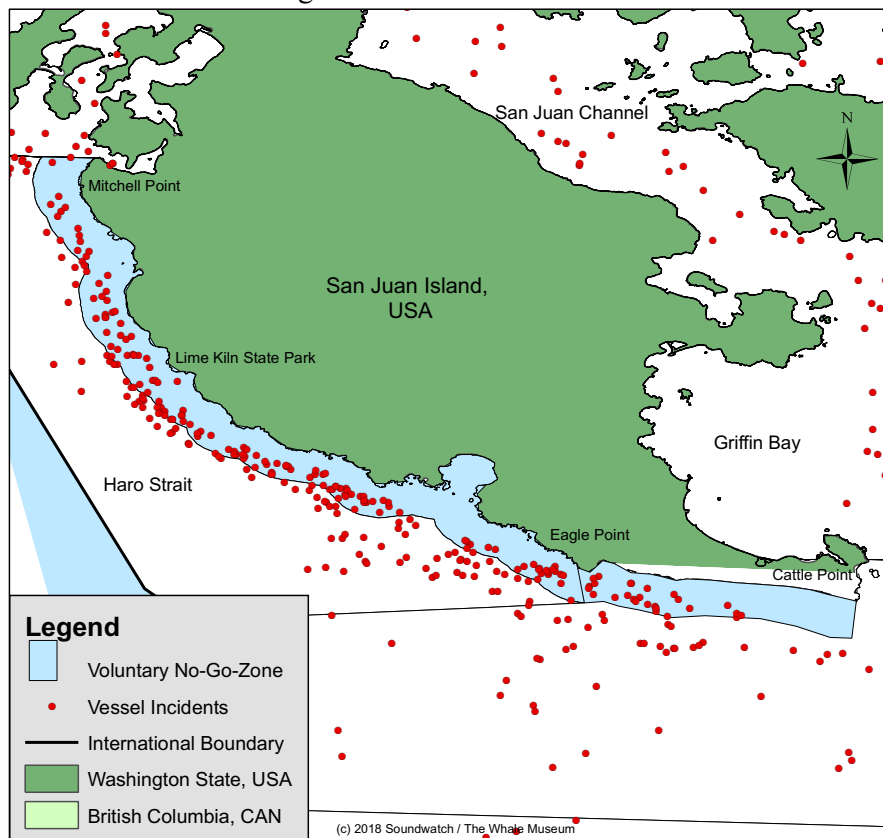 San Juan Channel
N
Mitchell Point
San Juan Island,
USA
Lime Kiln State Park
Griffin Bay
Haro Strait
Eagle Point
Cattle Point
Legend
Voluntary No-Go-Zone
Vessel Incidents
International Boundary
Washington State, USA
British Columbia, CAN
(c) 2018 Soundwatch / The Whale Museum